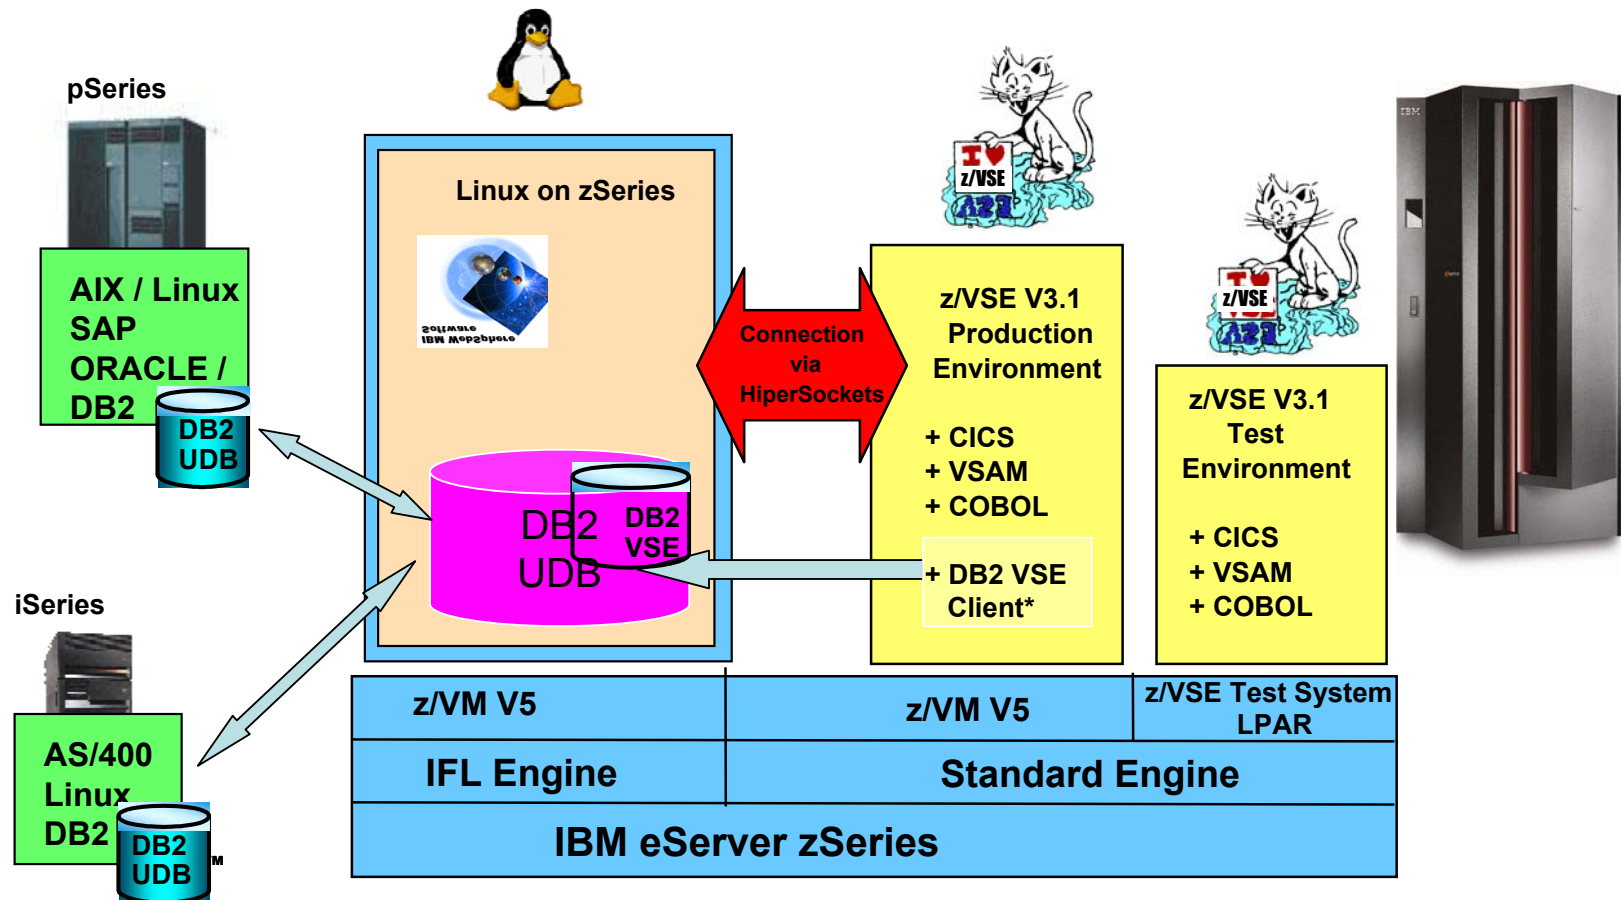 pSeries
AIX / Linux
SAP
ORACLE /
DB2
DB2
UDB
iSeries
AS/400
Linux
DB2
DB2
UDB
TM
Linux on zSeries
Software
IBM WebSphere
DB2
UDB
DB2
VSE
Connection
via
HiperSockets
I ♥
z/VSE
z/VSE V3.1
Production
Environment
+ CICS
+ VSAM
+ COBOL
+ DB2 VSE
Client*
I
z/VSE
z/VSE V3.1
Test
Environment
+ CICS
+ VSAM
+ COBOL
IBM
z/VM V5
z/VM V5
z/VSE Test System
LPAR
IFL Engine
Standard Engine
IBM eServer zSeries